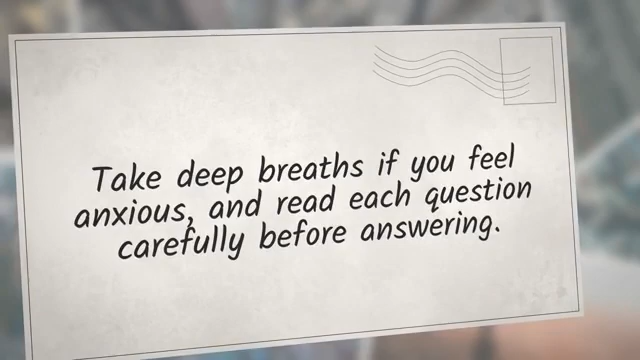 Take deep breaths if you feel
anxious, and read each question
carefully before answering.